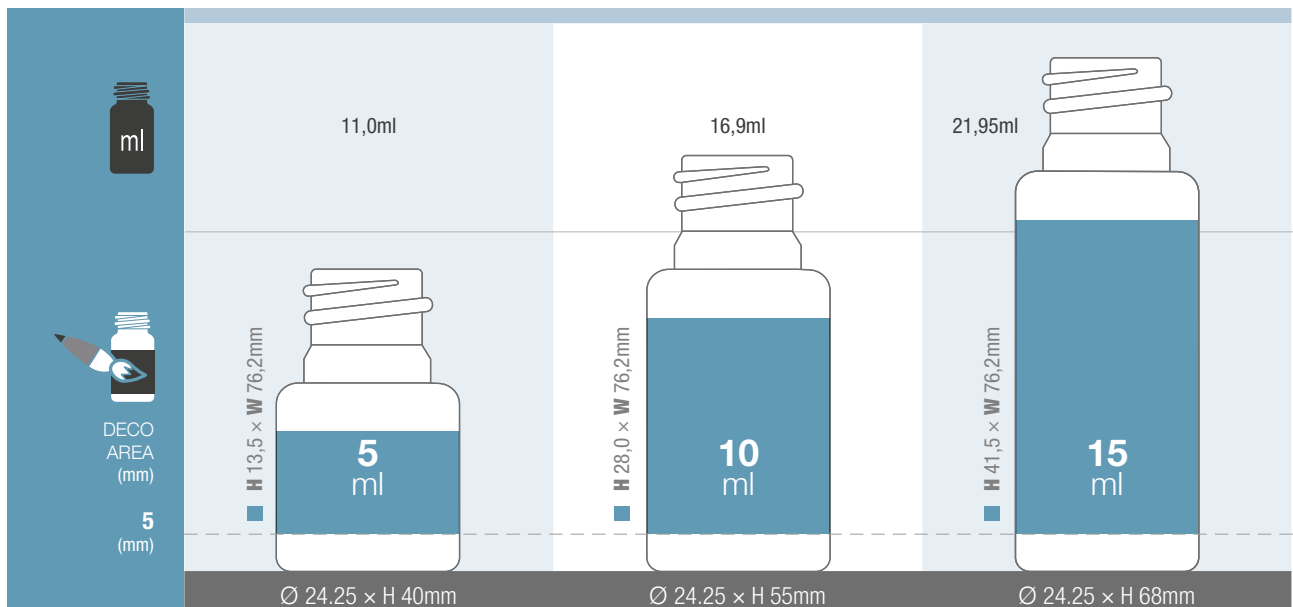 ml
11,0ml
16,9ml
21,95ml
DECO
AREA
(mm)
5
(mm)
H 13,5 × W 76,2mm
5
ml
H 28,0 × W 76,2mm
10
ml
H 41,5 × W 76,2mm
15
ml
Ø 24.25 × H 40mm
Ø 24.25 × H 55mm
Ø 24.25 × H 68mm